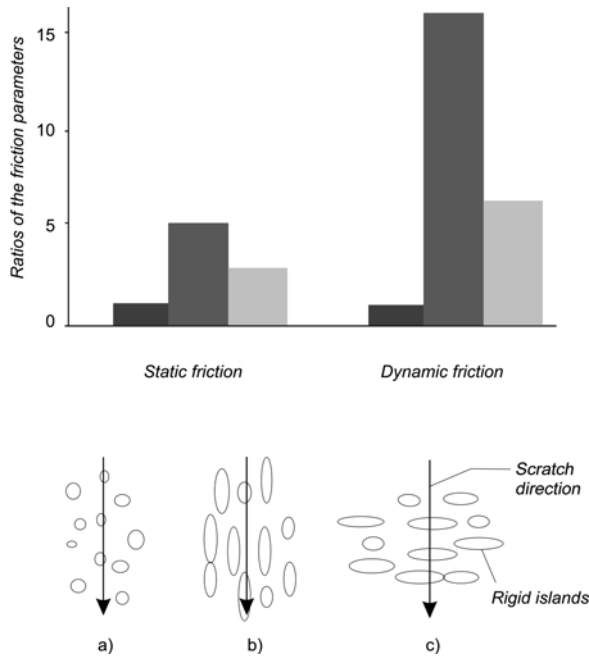 Ratios of the friction parameters
15
10
5
0
Static friction
Dynamic friction
Scratch
direction
Rigid islands
a)
b)
c)